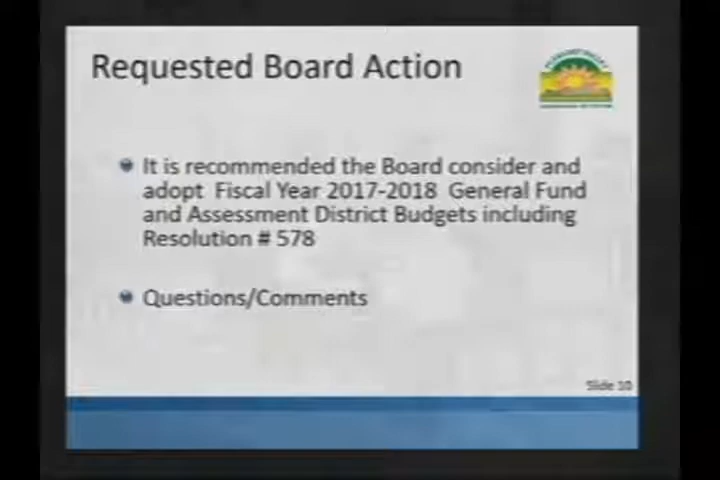 Requested Board Action
It is recommended the Board consider and
adopt Fiscal Year 2017-2018 General Fund
and Assessment District Budgets including
Resolution # 578
Questions/Comments
Slide 10